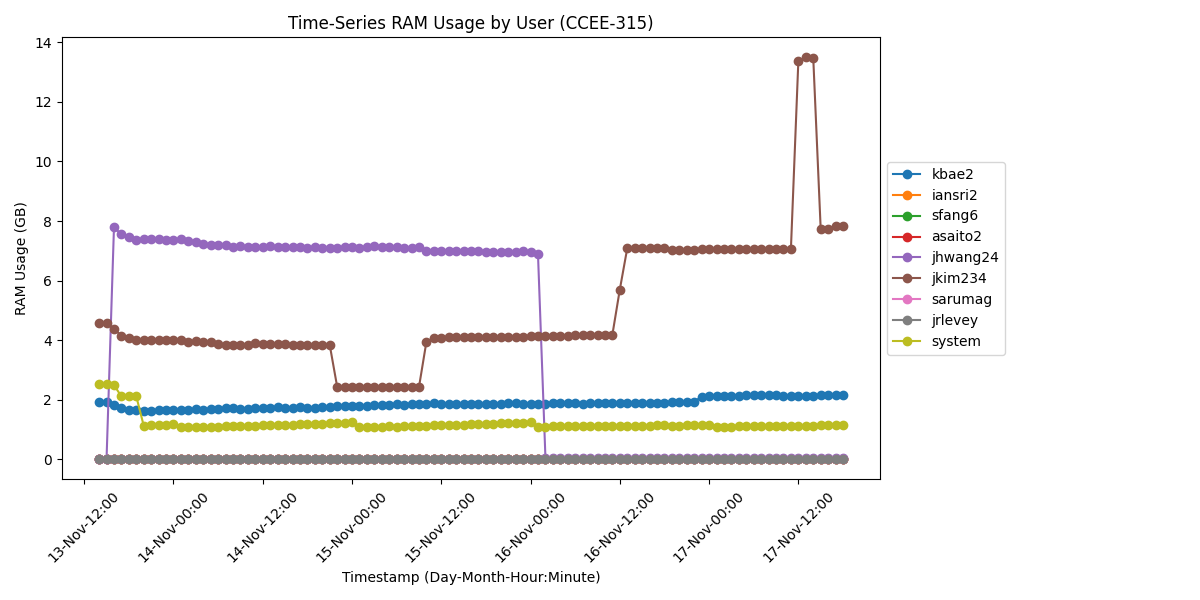 Time-Series RAM Usage by User (CCEE-315)
RAM Usage (GB)
14
12
10
8
6
4
2
0
13-Nov-12:00
14-Nov-00:00
14-Nov-12:00
15-Nov-00:00
15-Nov-12:00
16-Nov-00:00
16-Nov-12:00
17-Nov-00:00
17-Nov-12:00
Timestamp (Day-Month-Hour:Minute)
kbae2
iansri2
sfang6
asaito2
jhwang24
jkim234
sarumag
jrlevey
system